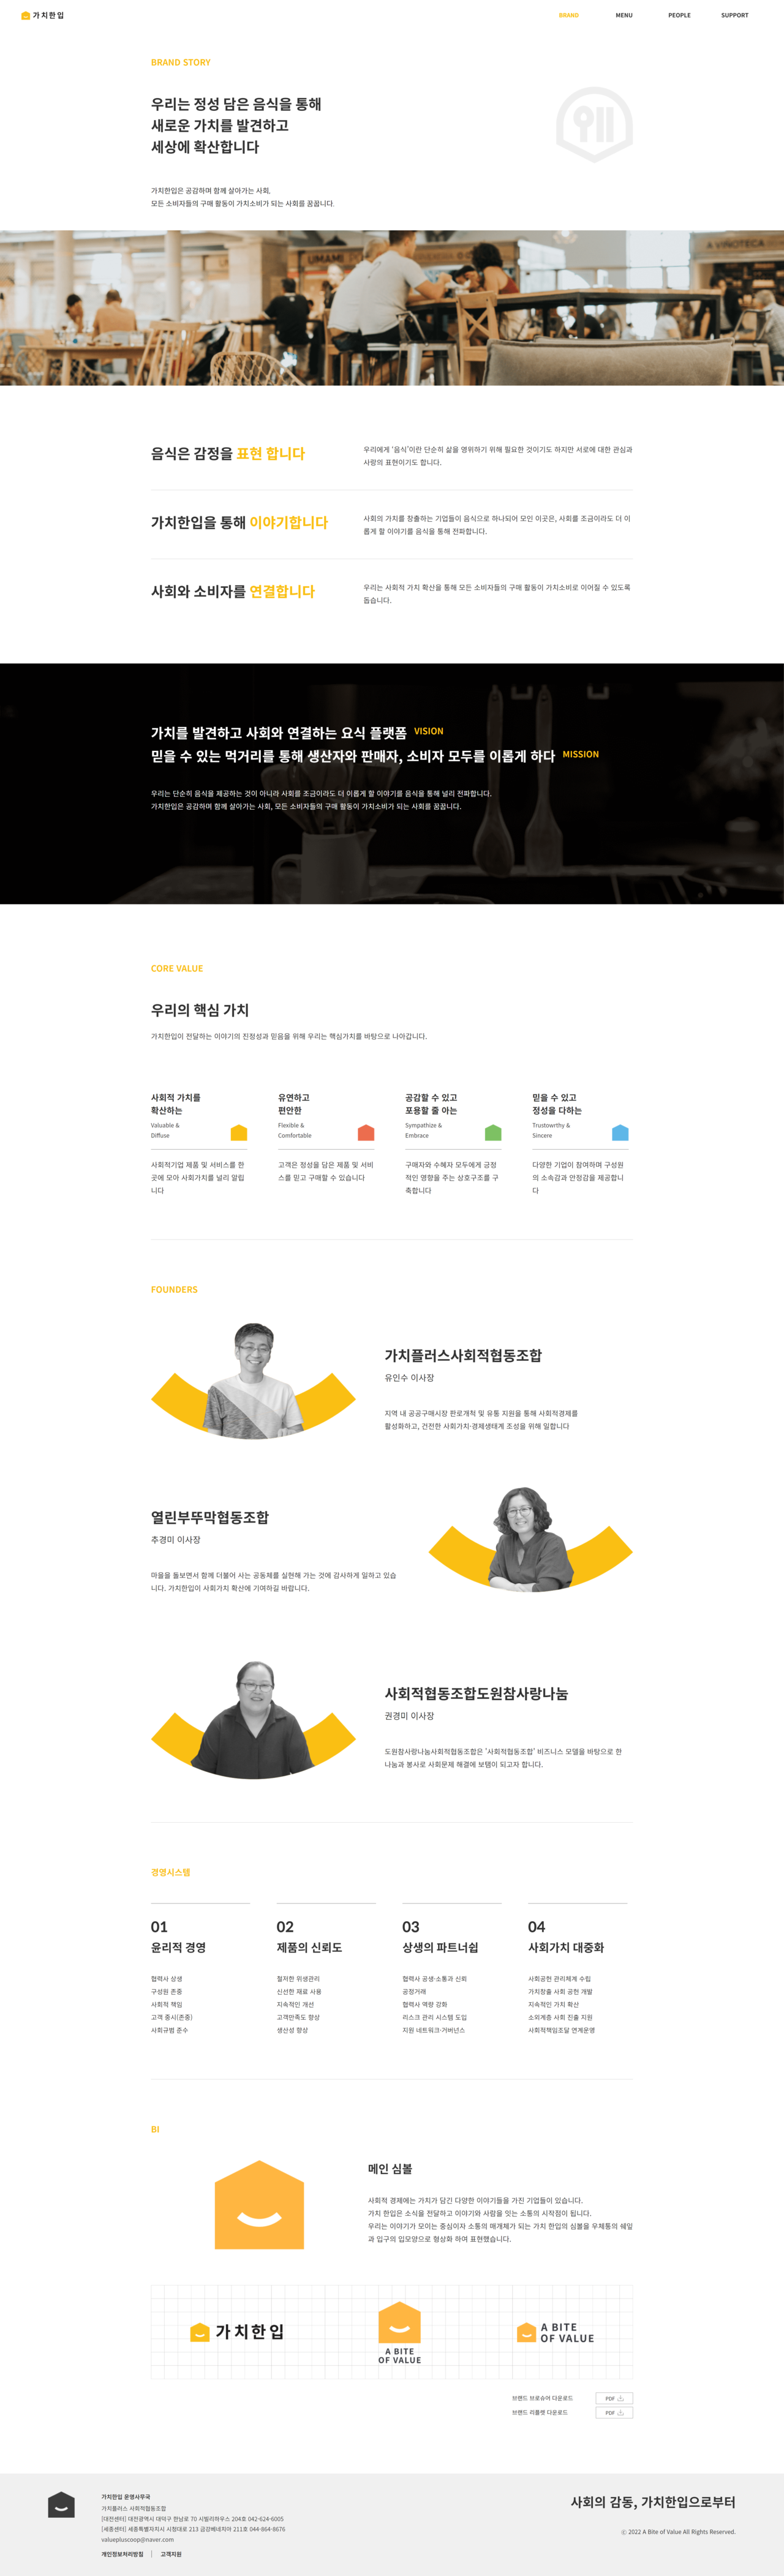 가치한입
BRAND
MENU
PEOPLE
SUPPORT
BRAND STORY
우리는 정성 담은 음식을 통해
새로운 가치를 발견하고
세상에 확산합니다
가치한입은 공감하며 함께 살아가는 사회,
모든 소비자들의 구매 활동이 가치소비가 되는 사회를 꿈꿉니다.
UMAMI
A VINOTECA
음식은 감정을 표현 합니다
우리에게 '음식'이란 단순히 삶을 영위하기 위해 필요한 것이기도 하지만 서로에 대한 관심과
사랑의 표현이기도 합니다.
가치한입을 통해 이야기합니다
사회의 가치를 창출하는 기업들이 음식으로 하나되어 모인 이곳은, 사회를 조금이라도 더 이
롭게 할 이야기를 음식을 통해 전파합니다.
사회와 소비자를 연결합니다
우리는 사회적 가치 확산을 통해 모든 소비자들의 구매 활동이 가치소비로 이어질 수 있도록
돕습니다.
가치를 발견하고 사회와 연결하는 요식 플랫폼 VISION
믿을 수 있는 먹거리를 통해 생산자와 판매자, 소비자 모두를 이롭게 하다 MISSION
우리는 단순히 음식을 제공하는 것이 아니라 사회를 조금이라도 더 이롭게 할 이야기를 음식을 통해 널리 전파합니다.
가치한입은 공감하며 함께 살아가는 사회, 모든 소비자들의 구매 활동이 가치소비가 되는 사회를 꿈꿉니다.
CORE VALUE
우리의 핵심 가치
가치한입이 전달하는 이야기의 진정성과 믿음을 위해 우리는 핵심가치를 바탕으로 나아갑니다.
사회적 가치를
확산하는
Valuable &
Diffuse
사회적기업 제품 및 서비스를 한
곳에 모아 사회가치를 널리 알립
니다
유연하고
편안한
Flexible &
Comfortable
고객은 정성을 담은 제품 및 서비
스를 믿고 구매할 수 있습니다
공감할 수 있고
포용할 줄 아는
Sympathize &
Embrace
구매자와 수혜자 모두에게 긍정
적인 영향을 주는 상호구조를 구
축합니다
믿을 수 있고
정성을 다하는
Trustowrthy &
Sincere
다양한 기업이 참여하며 구성원
의 소속감과 안정감을 제공합니
다
FOUNDERS
가치플러스사회적협동조합
유인수 이사장
지역 내 공공구매시장 판로개척 및 유통 지원을 통해 사회적경제를
활성화하고, 건전한 사회가치·경제생태계 조성을 위해 일합니다
열린부뚜막협동조합
추경미 이사장
마을을 돌보면서 함께 더불어 사는 공동체를 실현해 가는 것에 감사하게 일하고 있습
니다. 가치한입이 사회가치 확산에 기여하길 바랍니다.
사회적협동조합도원참사랑나눔
권경미 이사장
도원참사랑나눔사회적협동조합은 '사회적협동조합' 비즈니스 모델을 바탕으로 한
나눔과 봉사로 사회문제 해결에 보탬이 되고자 합니다.
경영시스템
01
윤리적 경영
협력사 상생
구성원 존중
사회적 책임
고객 중시(존중)
사회규범 준수
02
제품의 신뢰도
철저한 위생관리
신선한 재료 사용
지속적인 개선
고객만족도 향상
생산성 향상
03
상생의 파트너쉽
협력사 공생·소통과 신뢰
공정거래
협력사 역량 강화
리스크 관리 시스템 도입
지원 네트워크·거버넌스
04
사회가치 대중화
사회공헌 관리체계 수립
가치창출 사회 공헌 개발
지속적인 가치 확산
소외계층 사회 진출 지원
사회적책임조달 연계운영
BI
메인 심볼
사회적 경제에는 가치가 담긴 다양한 이야기들을 가진 기업들이 있습니다.
가치 한입은 소식을 전달하고 이야기와 사람을 잇는 소통의 시작점이 됩니다.
우리는 이야기가 모이는 중심이자 소통의 매개체가 되는 가치 한입의 심볼을 우체통의 쉐입
과 입구의 입모양으로 형상화 하여 표현했습니다.
가치한입
A BITE
OF VALUE
A BITE
OF VALUE
브랜드 브로슈어 다운로드
PDF
브랜드 리플렛 다운로드
PDF
가치한입 운영사무국
가치플러스 사회적협동조합
[대전센터] 대전광역시 대덕구 한남로 70 시빌리하우스 204호 042-624-6005
[세종센터] 세종특별자치시 시청대로 213 금강베네치아 211호 044-864-8676
valuepluscoop@naver.com
개인정보처리방침 | 고객지원
사회의 감동, 가치한입으로부터
ⓒ 2022 A Bite of Value All Rights Reserved.